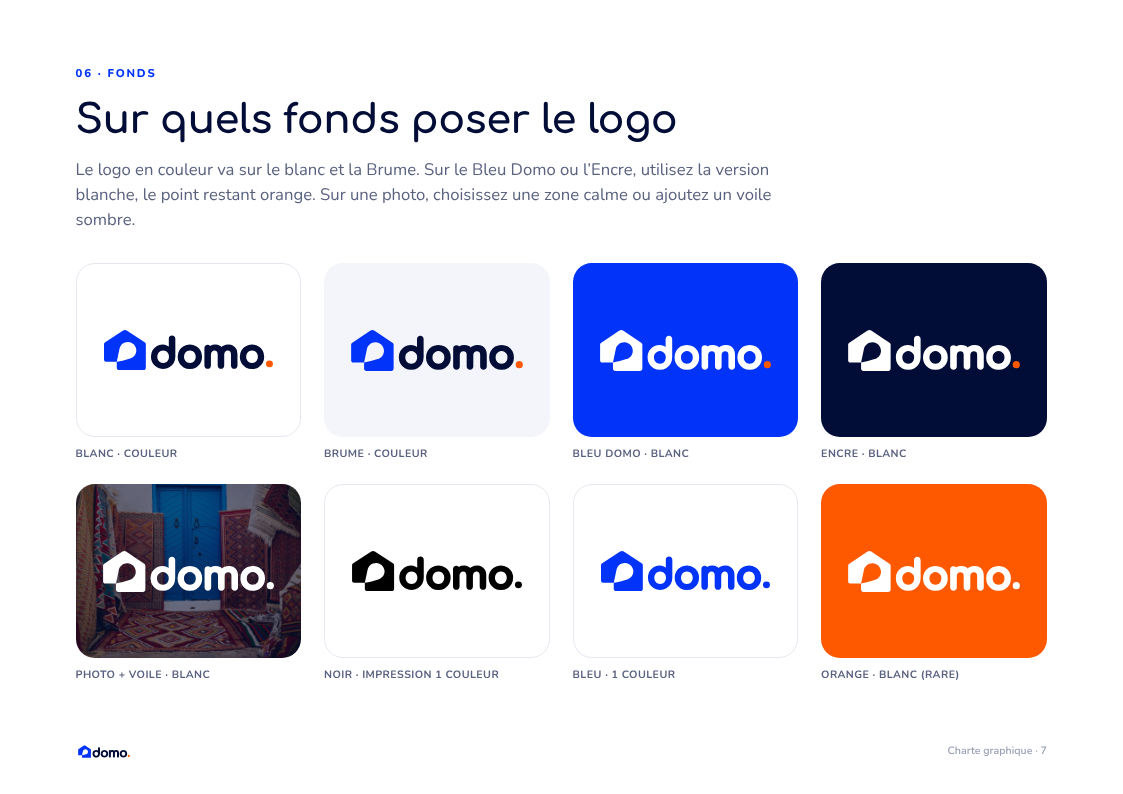 06 · FONDS
Sur quels fonds poser le logo
Le logo en couleur va sur le blanc et la Brume. Sur le Bleu Domo ou l’Encre, utilisez la version
blanche, le point restant orange. Sur une photo, choisissez une zone calme ou ajoutez un voile
sombre.
domo.
domo.
domo.
domo.
BLANC · COULEUR
BRUME · COULEUR
BLEU DOMO · BLANC
ENCRE · BLANC
domo.
domo.
domo.
domo.
PHOTO + VOILE · BLANC
NOIR · IMPRESSION 1 COULEUR
BLEU · 1 COULEUR
ORANGE · BLANC (RARE)
domo.
Charte graphique · 7